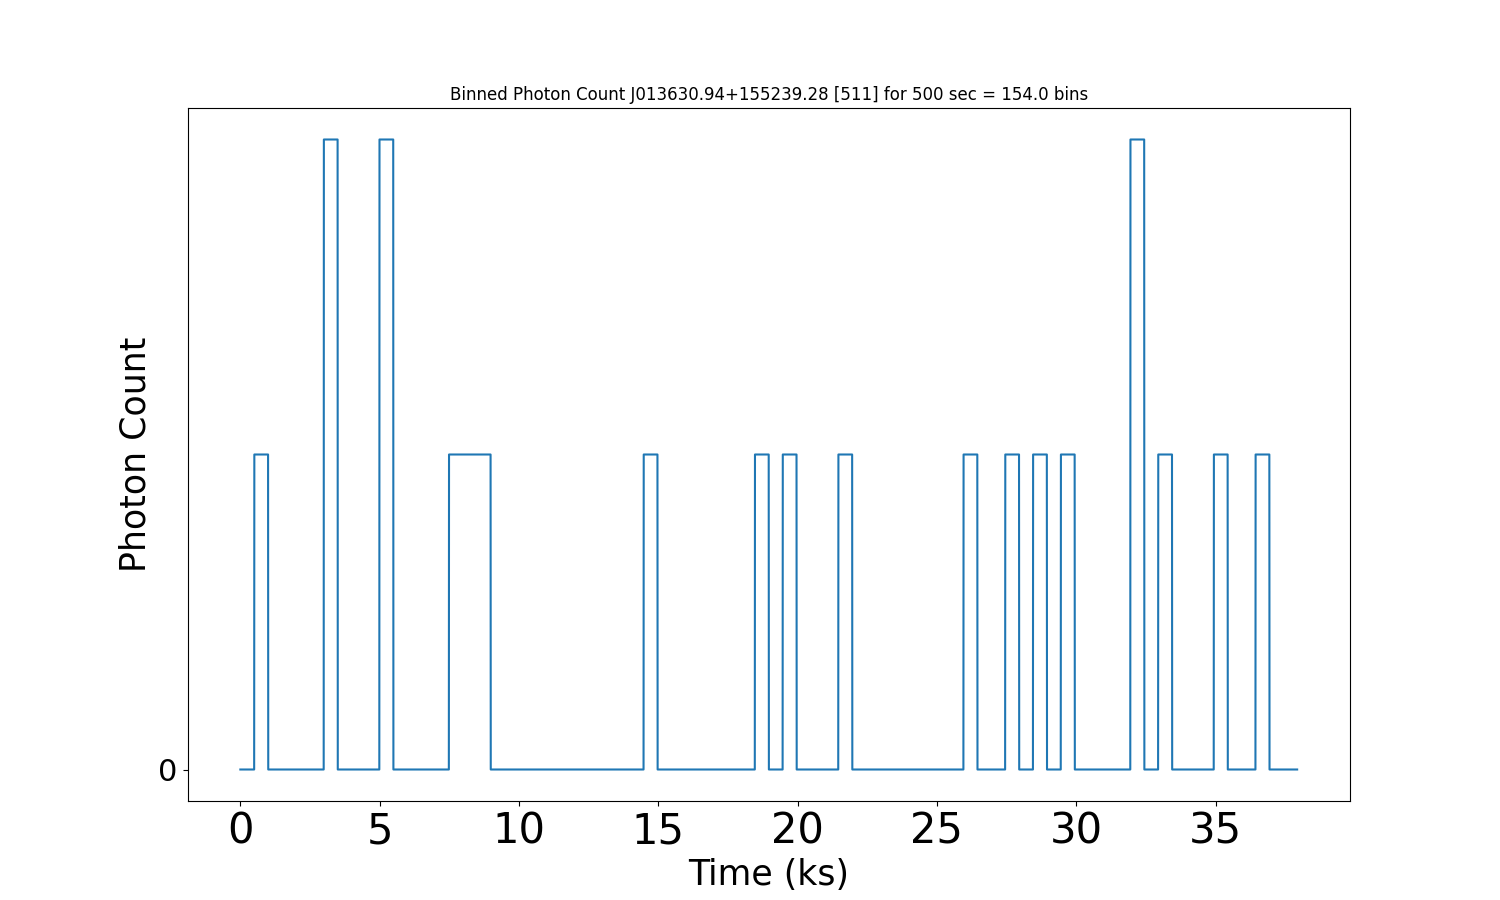 Binned Photon Count J013630.94+155239.28 [511] for 500 sec = 154.0 bins
Photon Count
0
0 5 10 15 20 25 30 35
Time (ks)